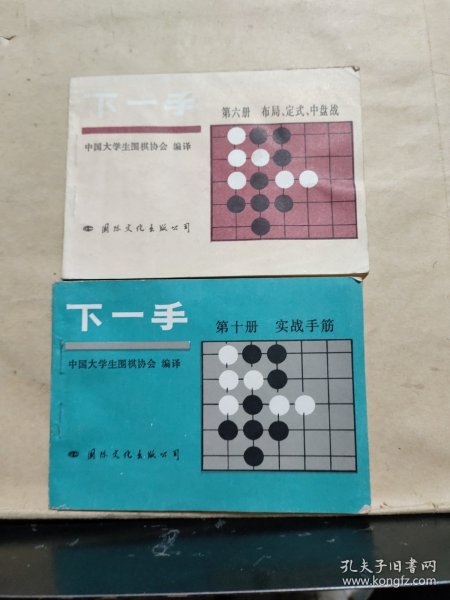 下一手
第六册 布局、定式、中盘战
中国大学生围棋协会 编译
国际文化出版公司
下一手
第十册 实战手筋
中国大学生围棋协会 编译
国际文化出版公司
孔夫子旧书网
www.kongfz.com